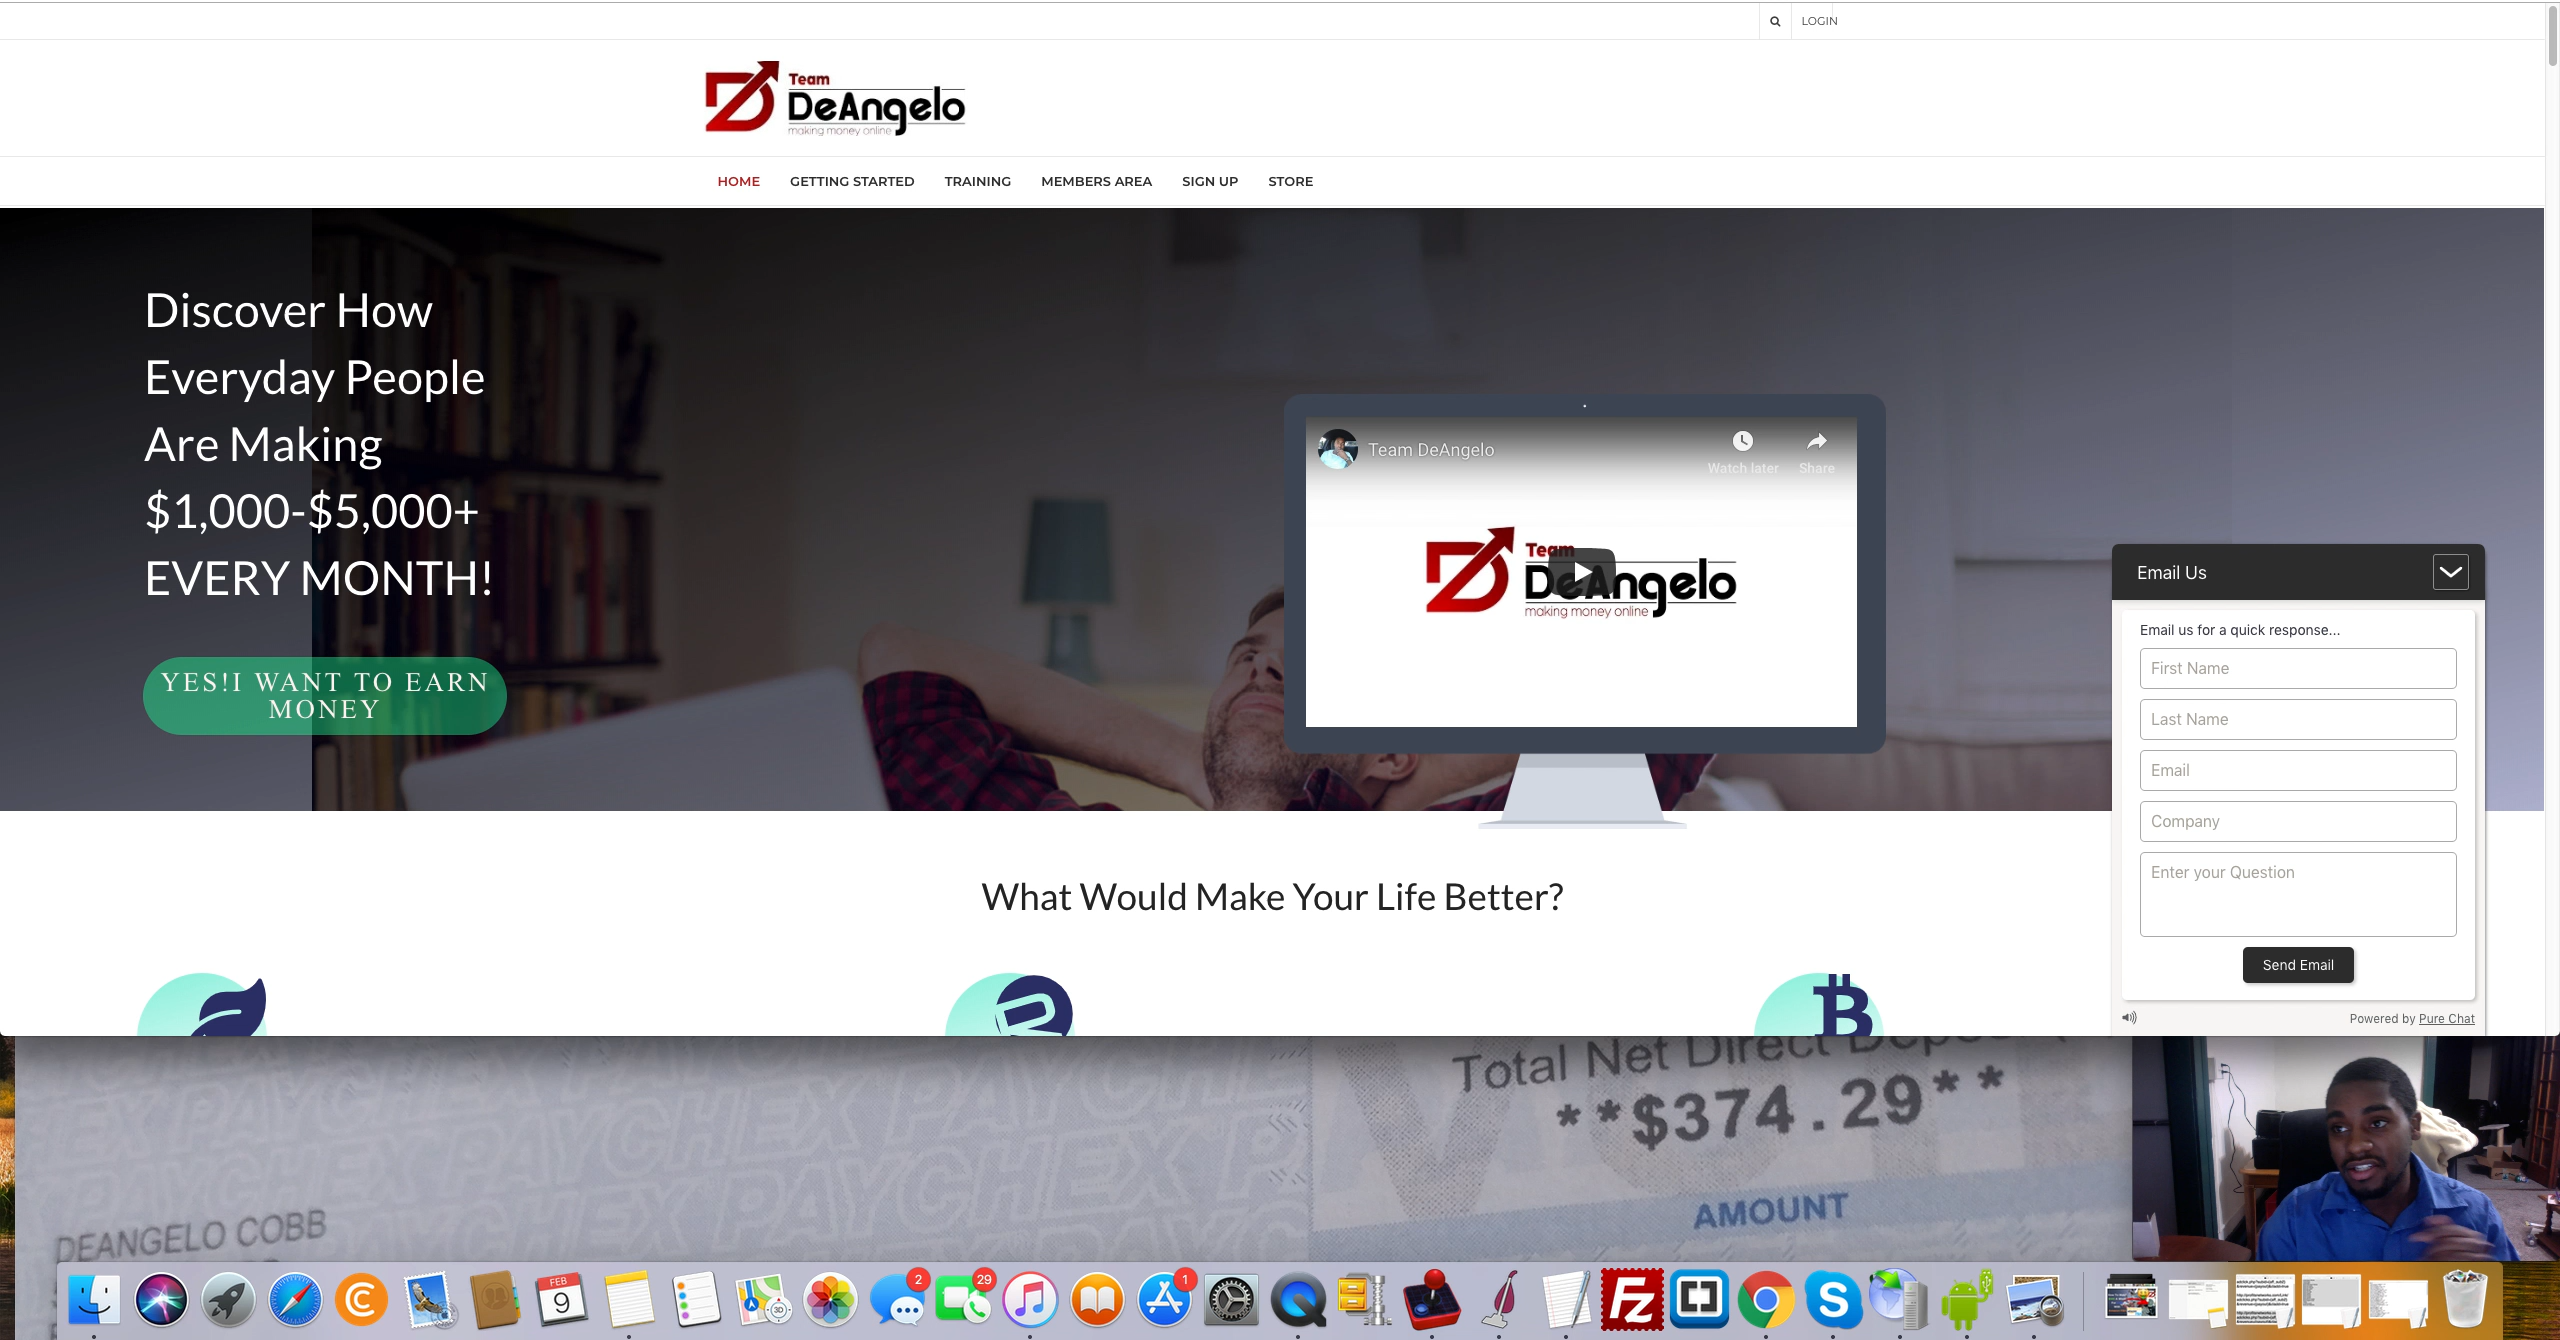 LOGIN
Team
DeAngelo
making money online
HOME GETTING STARTED TRAINING MEMBERS AREA SIGN UP STORE
Discover How
Everyday People
Are Making
$1,000-$5,000+
EVERY MONTH!
YES!I WANT TO EARN
MONEY
Team DeAngelo
Watch later Share
Team
DeAngelo
making money online
Email Us
Email us for a quick response...
First Name
Last Name
Email
Company
Enter your Question
Send Email
Powered by Pure Chat
What Would Make Your Life Better?
Total Net Direct
**$374.29**
AMOUNT
DEANGELO COBB
PAYCHEX
FEB
9
2
29
1
3D
Fz